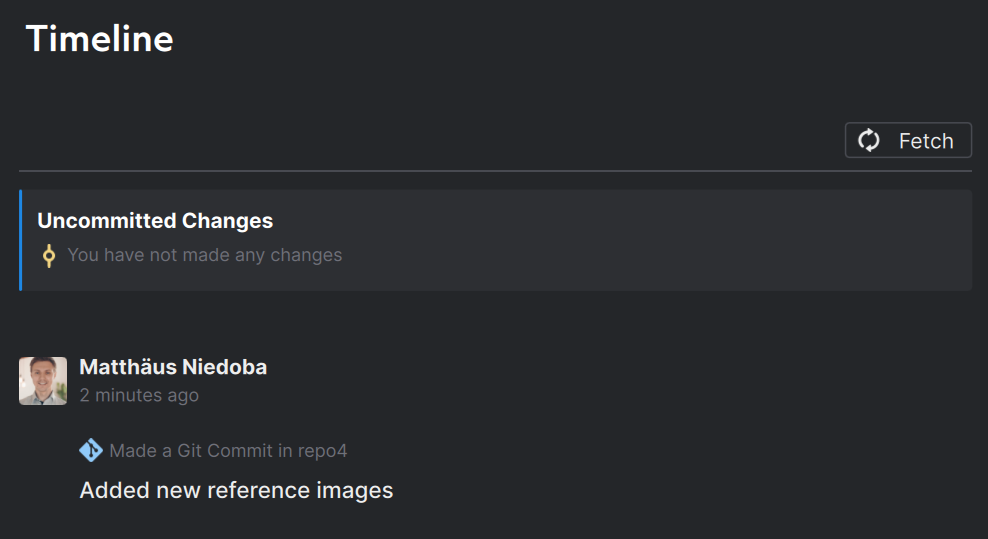 Timeline
Fetch
Uncommitted Changes
You have not made any changes
Matthäus Niedoba
2 minutes ago
Made a Git Commit in repo4
Added new reference images